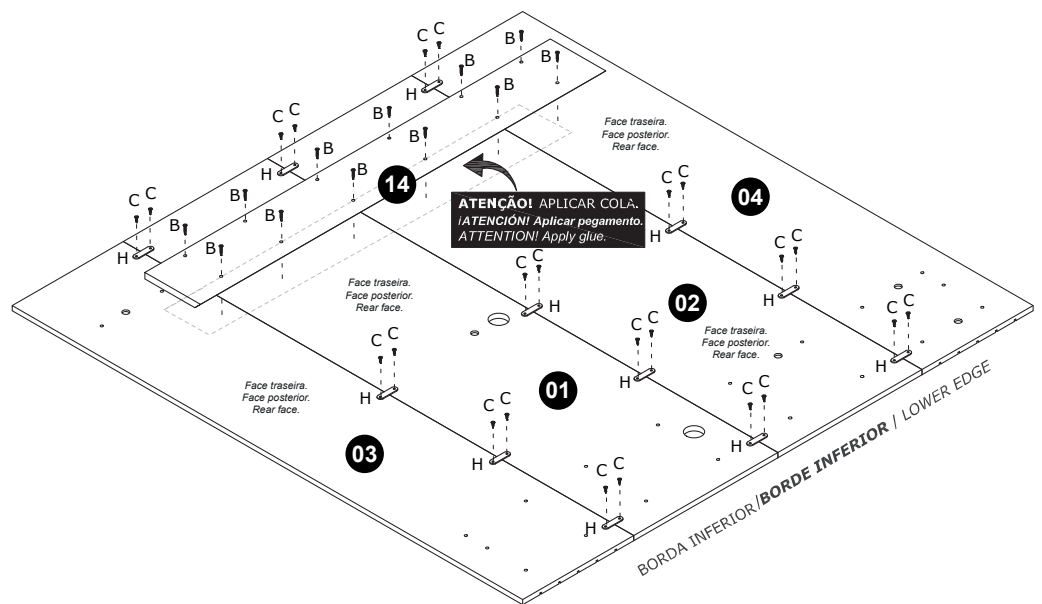 C C
B
B
B
H
B
B
C C
B
B
H
B
14
C C
B
B
B
H
B
Face traseira.
Face posterior.
Rear face.
ATENÇÃO! APLICAR COLA.
¡ATENCIÓN! Aplicar pegamento.
ATTENTION! Apply glue.
C C
H
04
C C
H
C C
H
Face traseira.
Face posterior.
Rear face.
C C
H
02
C C
H
Face traseira.
Face posterior.
Rear face.
C C
H
C C
H
01
C C
H
Face traseira.
Face posterior.
Rear face.
C C
H
03
BORDA INFERIOR/BORDE INFERIOR / LOWER EDGE